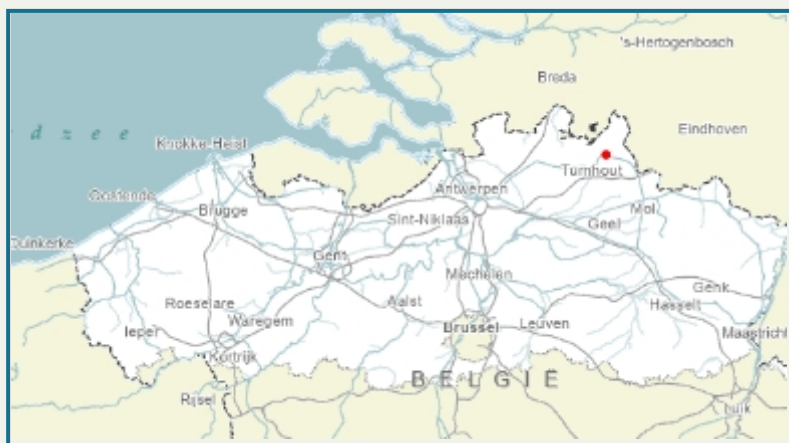 's-Hertogenbosch
Breda
Eindhoven
d z e e
Knokke-Heist
Turnhout
Oostende
Antwerpen
Brugge
Sint-Niklaas
Mol
Geel
Duinkerke
Gent
Mechelen
Genk
Roeselare
Aalst
Hasselt
Waregem
Ieper
Brussel
Leuven
Maastricht
Kortrijk
BELGIË
Rijsel
Luik